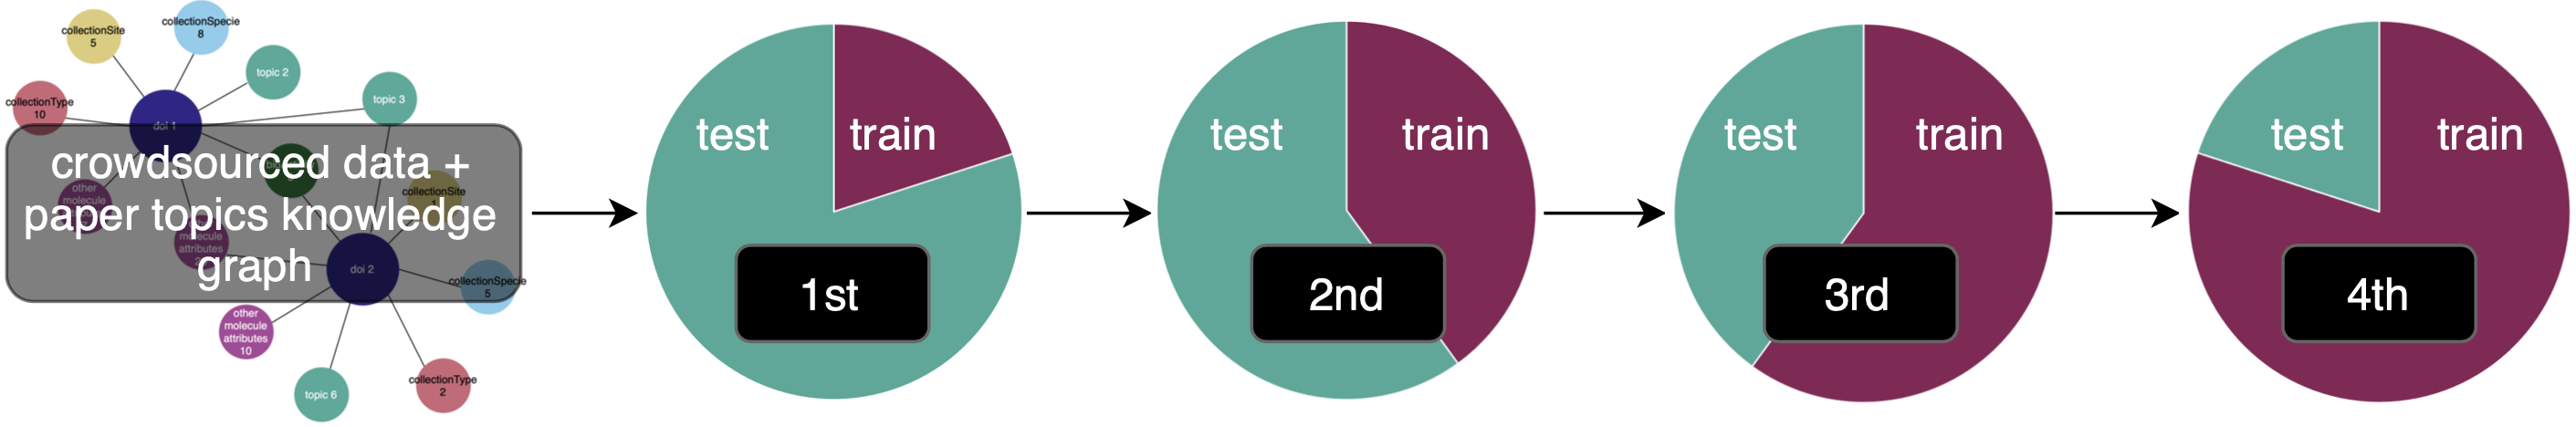 collectionSpecie
8
collectionSite
5
topic 2
topic 3
collectionType
10
doi 1
crowdsourced data +
paper topics knowledge
graph
other
molecule
collectionSite
molecule
attributes
doi 2
collectionSpecie
5
other
molecule
attributes
10
topic 6
collectionType
2
test
train
1st
test
train
2nd
test
train
3rd
test
train
4th